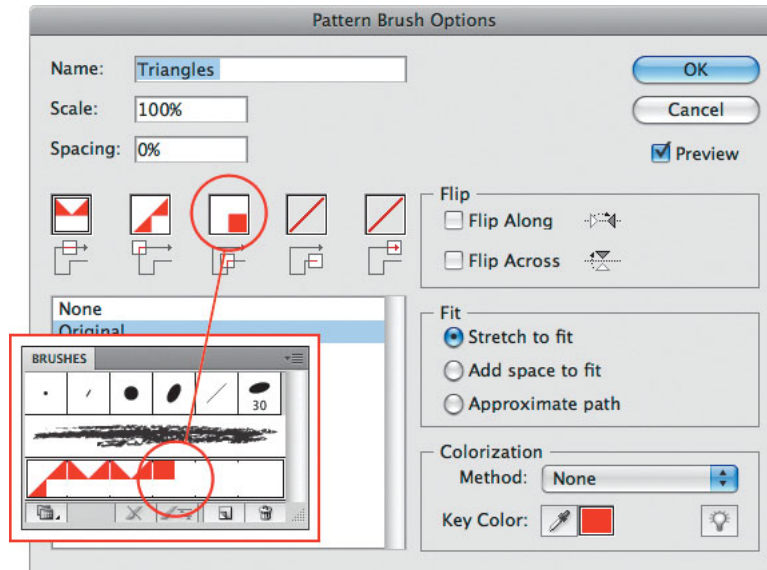 Pattern Brush Options
Name: Triangles
OK
Scale: 100%
Cancel
Spacing: 0%
Preview
Flip
Flip Along
Flip Across
None
Original
Fit
Stretch to fit
Add space to fit
Approximate path
BRUSHES
30
Colorization
Method: None
Key Color: